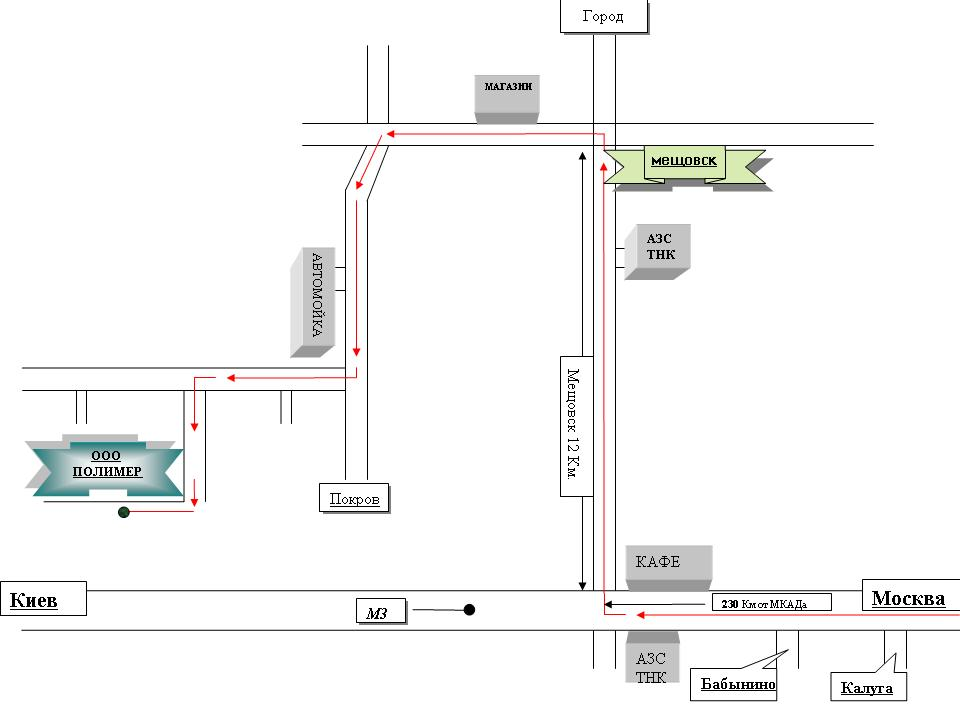 Город
МАГАЗИН
мещовск
АЗС
ТНК
АВТОМОЙКА
Мещовск 12 Км.
ООО
ПОЛИМЕР
Покров
КАФЕ
Киев
М3
230 Км от МКАДа
Москва
АЗС
ТНК
Бабынино
Калуга